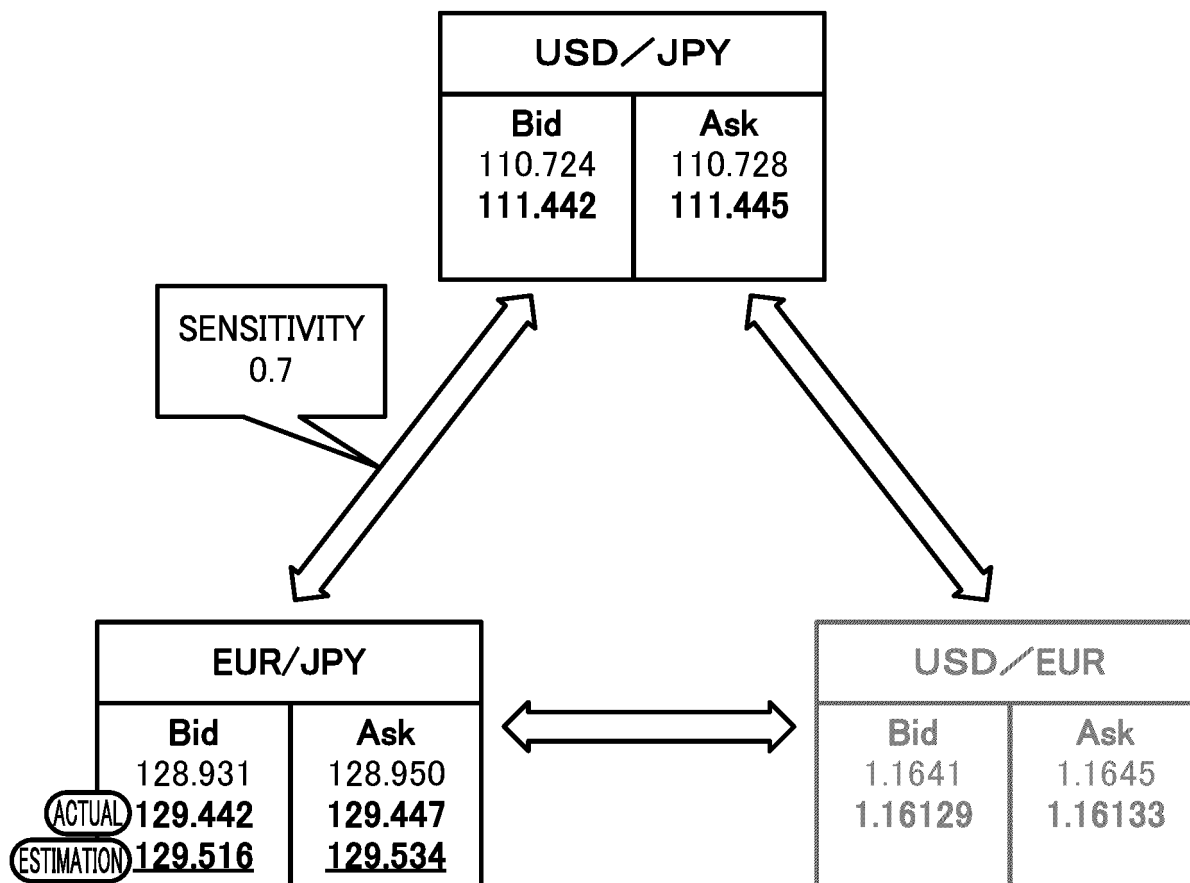 USD／JPY
Bid Ask
110.724 110.728
111.442 111.445
SENSITIVITY
0.7
EUR/JPY
Bid Ask
128.931 128.950
ACTUAL 129.442 129.447
ESTIMATION 129.516 129.534
USD／EUR
Bid Ask
1.1641 1.1645
1.16129 1.16133